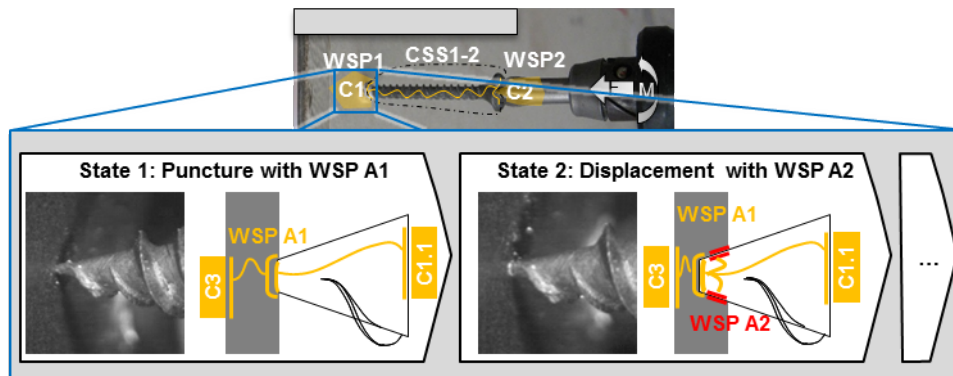 CSS1-2
WSP1
WSP2
C1
C2
F
M
State 1: Puncture with WSP A1
State 2: Displacement with WSP A2
WSP A1
C3
C1.1
WSP A1
C3
C1.1
WSP A2
...